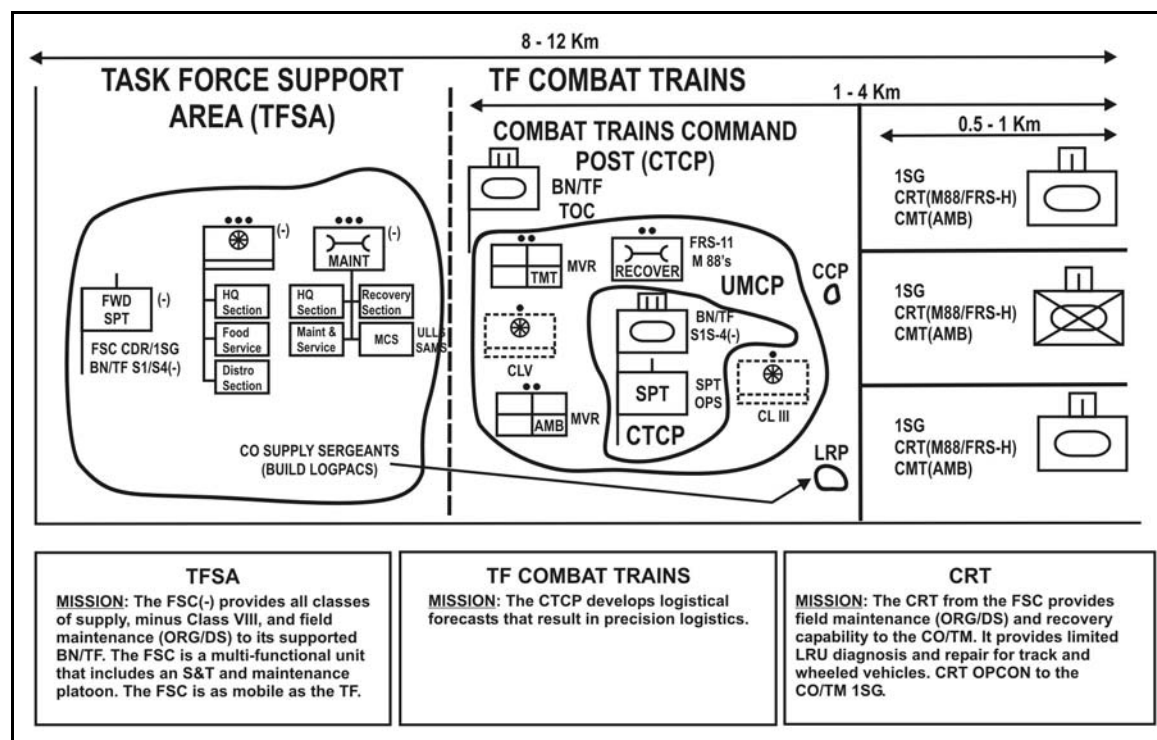 8 - 12 Km
TASK FORCE SUPPORT
AREA (TFSA)
TF COMBAT TRAINS
1 - 4 Km
COMBAT TRAINS COMMAND
POST (CTCP)
0.5 - 1 Km
BN/TF
TOC
1SG
CRT(M88/FRS-H)
CMT(AMB)
(-)
(-)
MAINT
MVR
TMT
RECOVER
FRS-11
M 88's
UMCP
CCP
FWD
SPT
(-)
FSC CDR/1SG
BN/TF S1/S4(-)
HQ
Section
Food
Service
Distro
Section
HQ
Section
Recovery
Section
Maint &
Service
MCS
ULLS
SAMS
CLV
BN/TF
S1S-4(-)
1SG
CRT(M88/FRS-H)
CMT(AMB)
SPT
SPT
OPS
CL III
AMB
MVR
CTCP
CO SUPPLY SERGEANTS
(BUILD LOGPACS)
LRP
1SG
CRT(M88/FRS-H)
CMT(AMB)
TFSA
MISSION: The FSC(-) provides all classes
of supply, minus Class VIII, and field
maintenance (ORG/DS) to its supported
BN/TF. The FSC is a multi-functional unit
that includes an S&T and maintenance
platoon. The FSC is as mobile as the TF.
TF COMBAT TRAINS
MISSION: The CTCP develops logistical
forecasts that result in precision logistics.
CRT
MISSION: The CRT from the FSC provides
field maintenance (ORG/DS) and recovery
capability to the CO/TM. It provides limited
LRU diagnosis and repair for track and
wheeled vehicles. CRT OPCON to the
CO/TM 1SG.